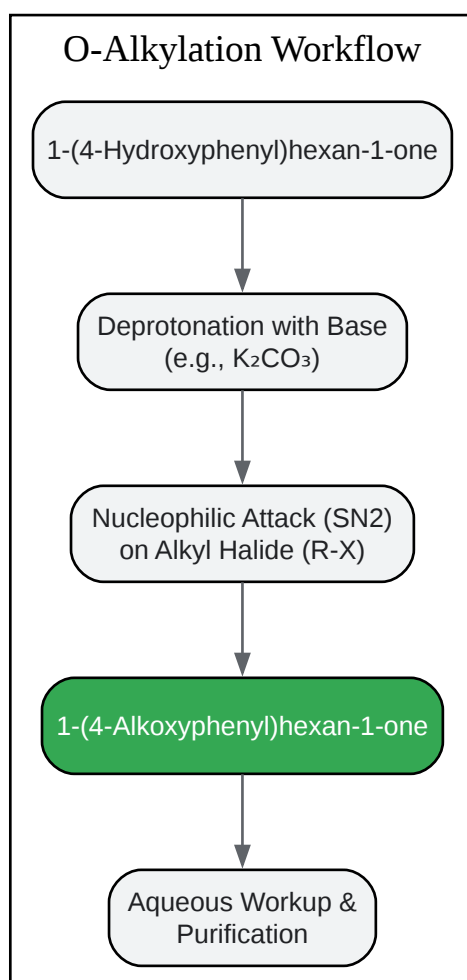 O-Alkylation Workflow
1-(4-Hydroxyphenyl)hexan-1-one
Deprotonation with Base
(e.g., K₂CO₃)
Nucleophilic Attack (SN2)
on Alkyl Halide (R-X)
1-(4-Alkoxyphenyl)hexan-1-one
Aqueous Workup &
Purification